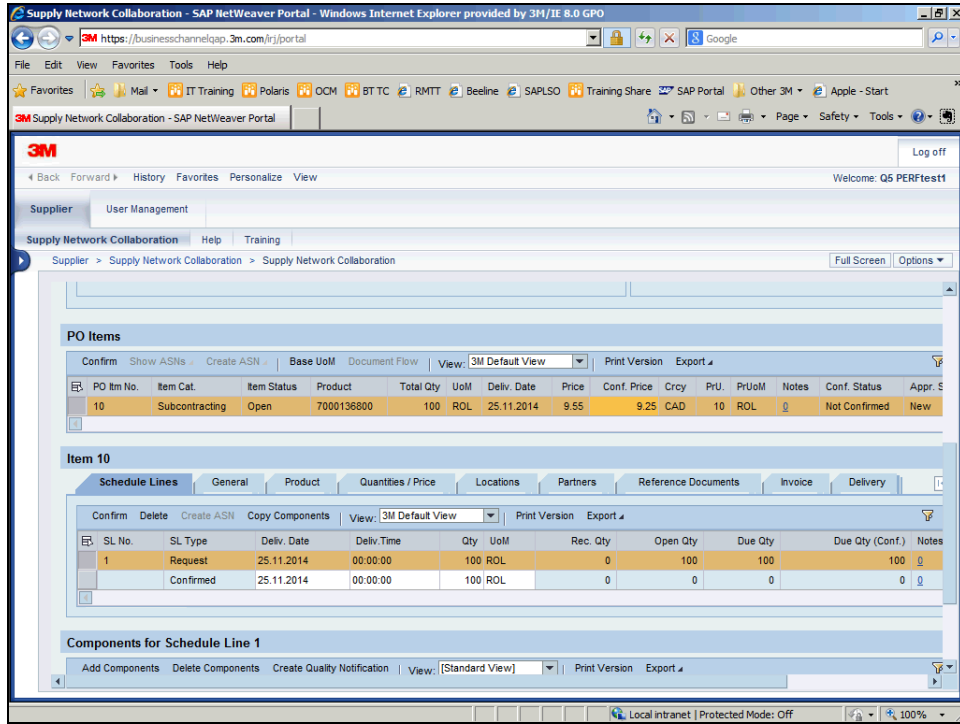 Supply Network Collaboration - SAP NetWeaver Portal - Windows Internet Explorer provided by 3M/IE 8.0 GPO
3M https://businesschannelqap.3m.com/irj/portal
Google
File Edit View Favorites Tools Help
Favorites Mail IT Training Polaris OCM BT TC RMTT Beeline SAPLSO Training Share SAP Portal Other 3M Apple - Start
3M Supply Network Collaboration - SAP NetWeaver Portal
Page Safety Tools
3M
Log off
Back Forward History Favorites Personalize View
Welcome: Q5 PERFtest1
Supplier User Management
Supply Network Collaboration Help Training
Supplier > Supply Network Collaboration > Supply Network Collaboration
Full Screen Options
PO Items
Confirm Show ASNs Create ASN Base UoM Document Flow View: 3M Default View Print Version Export
PO Itm No. Item Cat. Item Status Product Total Qty UoM Deliv. Date Price Conf. Price Crcy PrU. PrUoM Notes Conf. Status Appr. S
10 Subcontracting Open 7000136800 100 ROL 25.11.2014 9.55 9.25 CAD 10 ROL 0 Not Confirmed New
Item 10
Schedule Lines General Product Quantities / Price Locations Partners Reference Documents Invoice Delivery
Confirm Delete Create ASN Copy Components View: 3M Default View Print Version Export
SL No. SL Type Deliv. Date Deliv.Time Qty UoM Rec. Qty Open Qty Due Qty Due Qty (Conf.) Notes
1 Request 25.11.2014 00:00:00 100 ROL 0 100 100 100 0
Confirmed 25.11.2014 00:00:00 100 ROL 0 0 0 0 0
Components for Schedule Line 1
Add Components Delete Components Create Quality Notification View: [Standard View] Print Version Export
Local intranet | Protected Mode: Off
100%